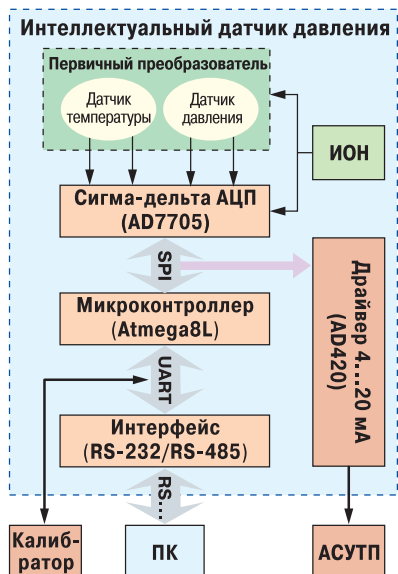 Интеллектуальный датчик давления
Первичный преобразователь
Датчик
температуры
Датчик
давления
ИОН
Сигма-дельта АЦП
(AD7705)
SPI
Драйвер 4...20 мА
(AD420)
Микроконтроллер
(Atmega8L)
UART
Интерфейс
(RS-232/RS-485)
RS...
Калиб-
ратор
ПК
АСУТП